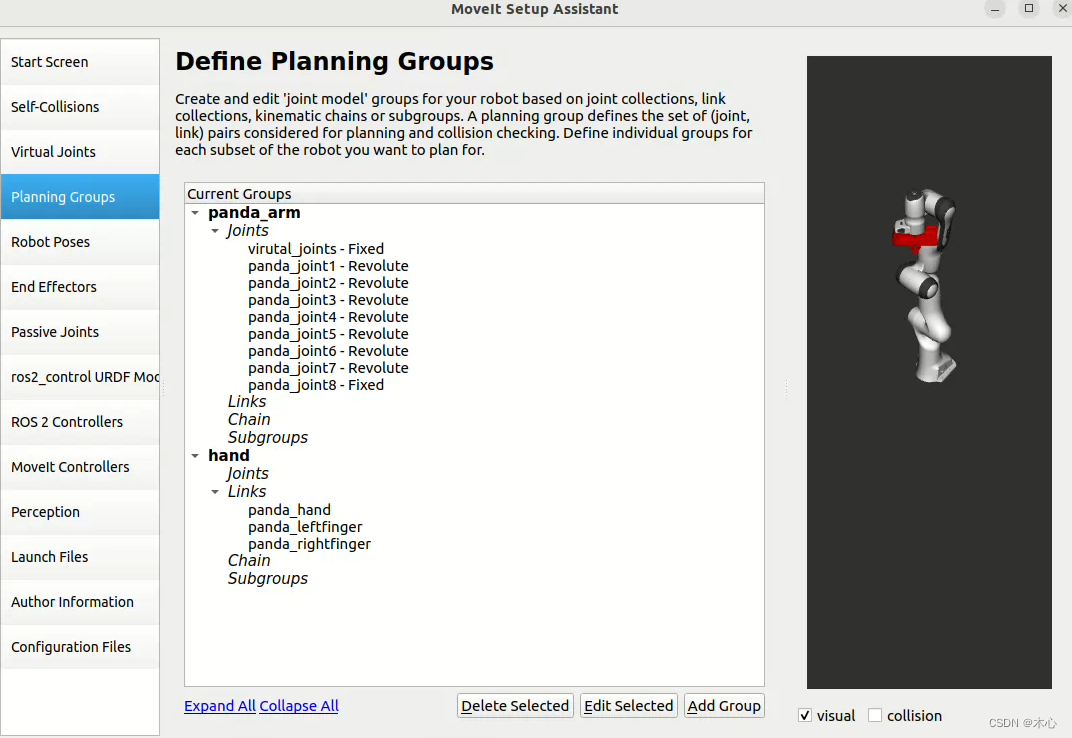 MoveIt Setup Assistant
Start Screen
Self-Collisions
Virtual Joints
Planning Groups
Robot Poses
End Effectors
Passive Joints
ros2_control URDF Mod
ROS 2 Controllers
MoveIt Controllers
Perception
Launch Files
Author Information
Configuration Files
Define Planning Groups
Create and edit 'joint model' groups for your robot based on joint collections, link
collections, kinematic chains or subgroups. A planning group defines the set of (joint,
link) pairs considered for planning and collision checking. Define individual groups for
each subset of the robot you want to plan for.
Current Groups
panda_arm
Joints
virutal_joints - Fixed
panda_joint1 - Revolute
panda_joint2 - Revolute
panda_joint3 - Revolute
panda_joint4 - Revolute
panda_joint5 - Revolute
panda_joint6 - Revolute
panda_joint7 - Revolute
panda_joint8 - Fixed
Links
Chain
Subgroups
hand
Joints
Links
panda_hand
panda_leftfinger
panda_rightfinger
Chain
Subgroups
Expand All Collapse All
Delete Selected
Edit Selected
Add Group
visual
collision
CSDN @木心